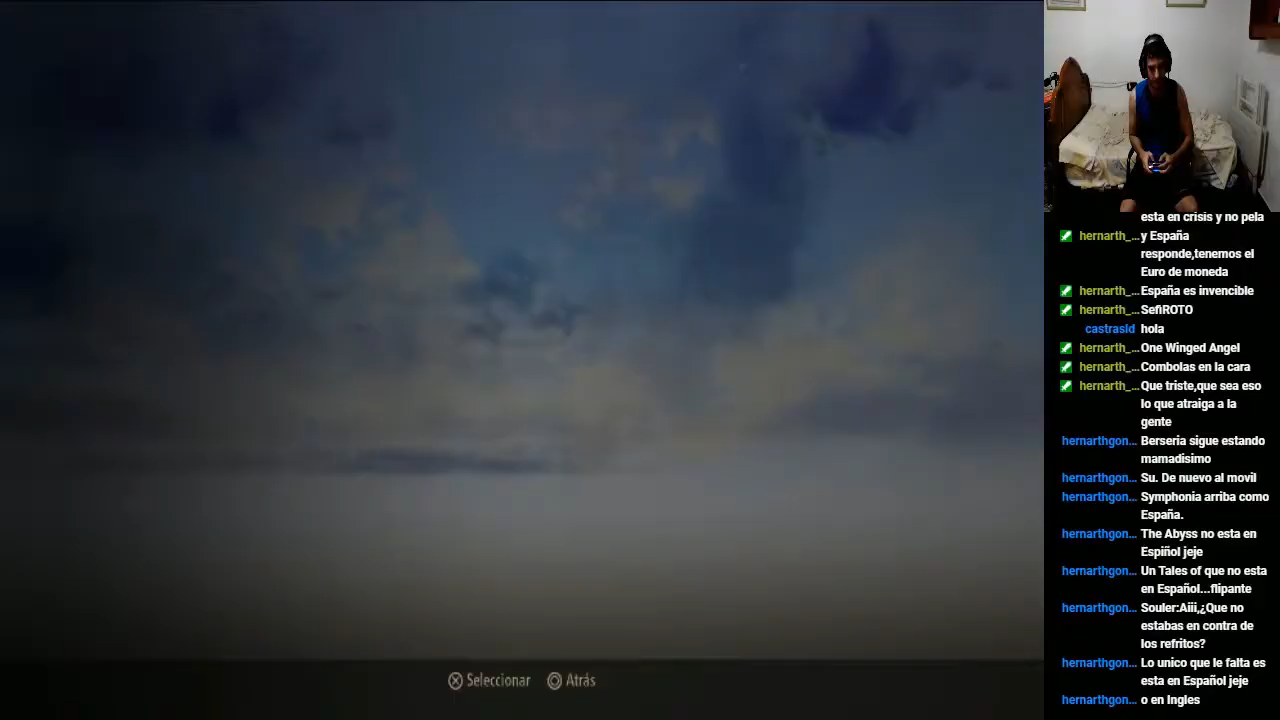 esta en crisis y no pela
hernarth_... y España
responde,tenemos el
Euro de moneda
hernarth_... España es invencible
hernarth_... SefiROTO
castrasld hola
hernarth_... One Winged Angel
hernarth_... Combolas en la cara
hernarth_... Que triste,que sea eso
lo que atraiga a la
gente
hernarthgon... Berseria sigue estando
mamadisimo
hernarthgon... Su. De nuevo al movil
hernarthgon... Symphonia arriba como
España.
hernarthgon... The Abyss no esta en
Espiñol jeje
hernarthgon... Un Tales of que no esta
en Español...flipante
hernarthgon... Souler:Aiii,¿Que no
estabas en contra de
los refritos?
hernarthgon... Lo unico que le falta es
esta en Español jeje
hernarthgon... o en Ingles
Seleccionar Atrás